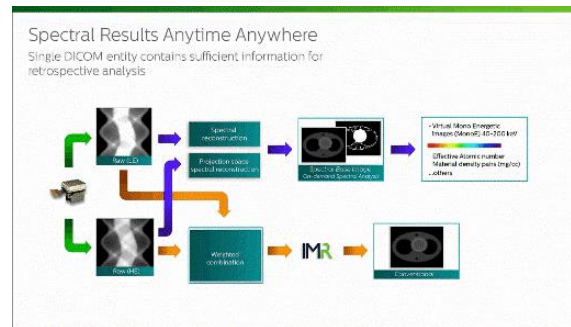 Spectral Results Anytime Anywhere
Single DICOM entity contains sufficient information for
retrospective analysis
Raw (LE)
Spectral
reconstruction
Projection space
spectral reconstruction
Spectral Base Image
On-demand Spectral Analysis
- Virtual Mono Energetic
Images (MonoE) 40-200 keV
Effective Atomic number
Material density pairs (mg/cc)
...others
Raw (HE)
Weighted
combination
IMR
Conventional